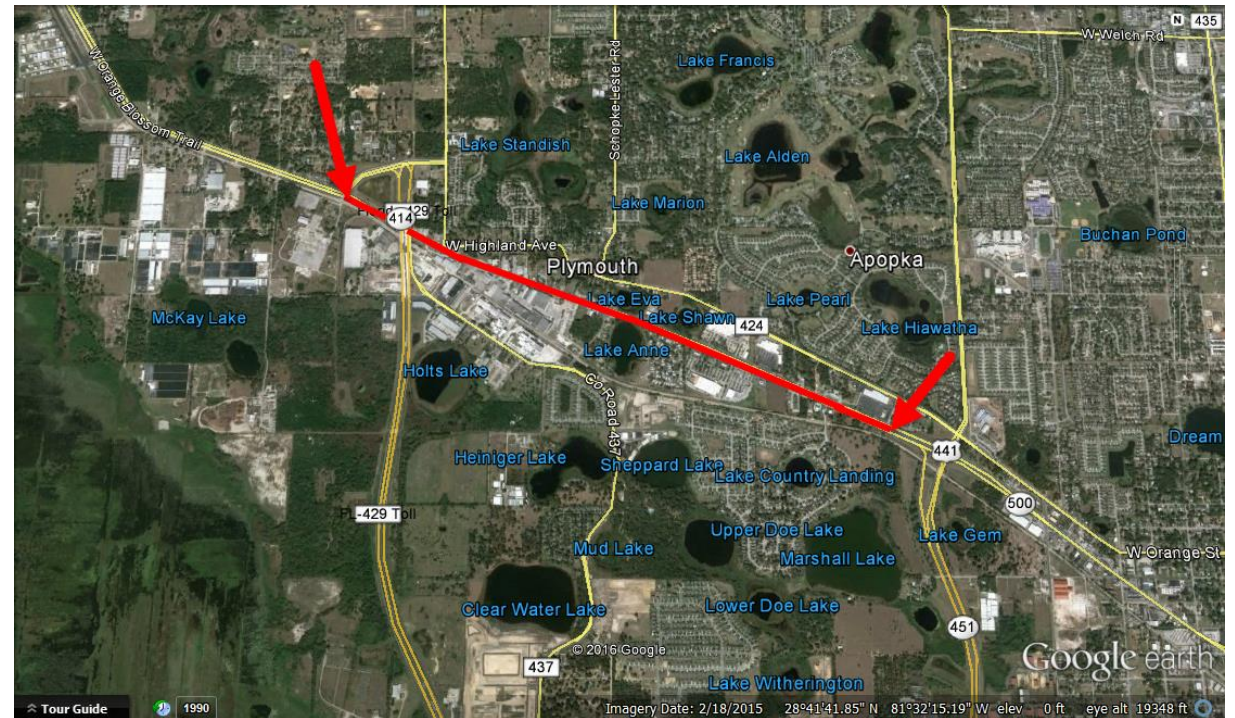 N 435
W Welch Rd
W Orange Blossom Trail
Schopke Lester Rd
Lake Francis
Lake Standish
Lake Alden
Lake Marion
429 Toll
414
W Highland Ave
Plymouth
Apopka
Buchan Pond
McKay Lake
Lake Eva
Lake Pearl
Lake Shawn
424
Lake Hiawatha
Lake Anne
Holts Lake
Co Road 437
Heiniger Lake
Sheppard Lake
Lake Country Landing
441
Dream
500
FL-429 Toll
Upper Doe Lake
Lake Gem
Mud Lake
Marshall Lake
W Orange St
Clear Water Lake
Lower Doe Lake
451
© 2016 Google
437
Google earth
Lake Witherington
Tour Guide
1990
Imagery Date: 2/18/2015 28°41'41.85" N 81°32'15.19" W elev 0 ft eye alt 19348 ft